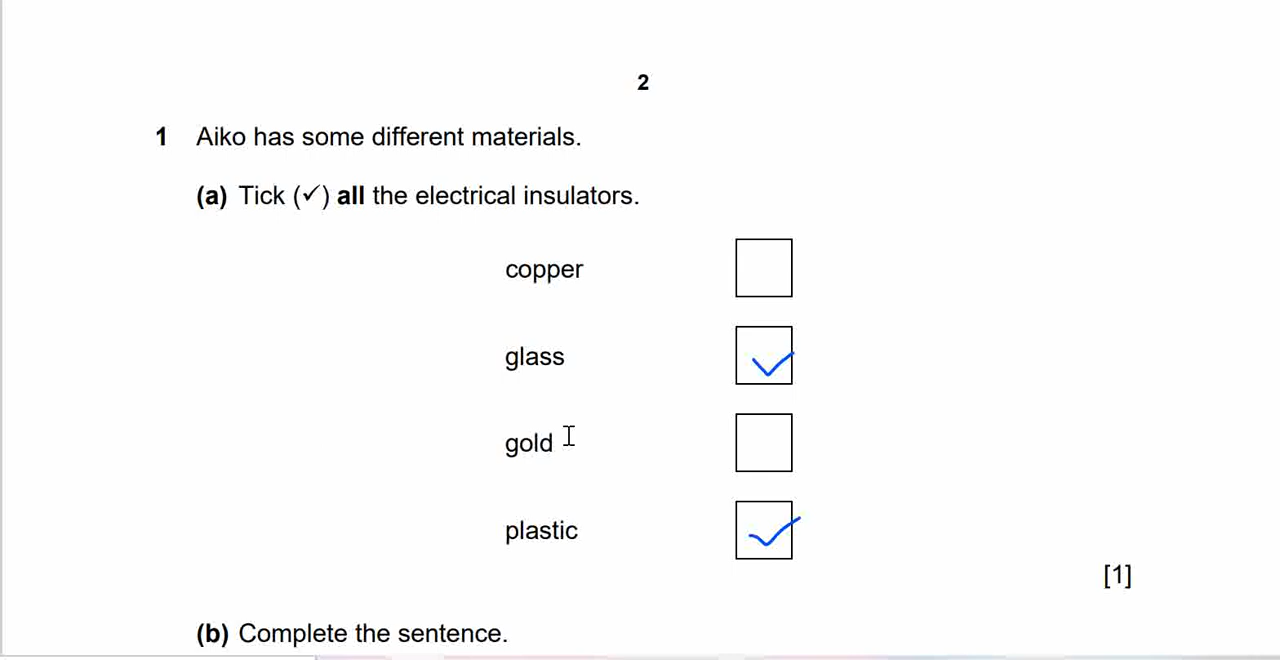 2
1 Aiko has some different materials.
(a) Tick (✓) all the electrical insulators.
copper
glass ✓
gold
plastic ✓
[1]
(b) Complete the sentence.